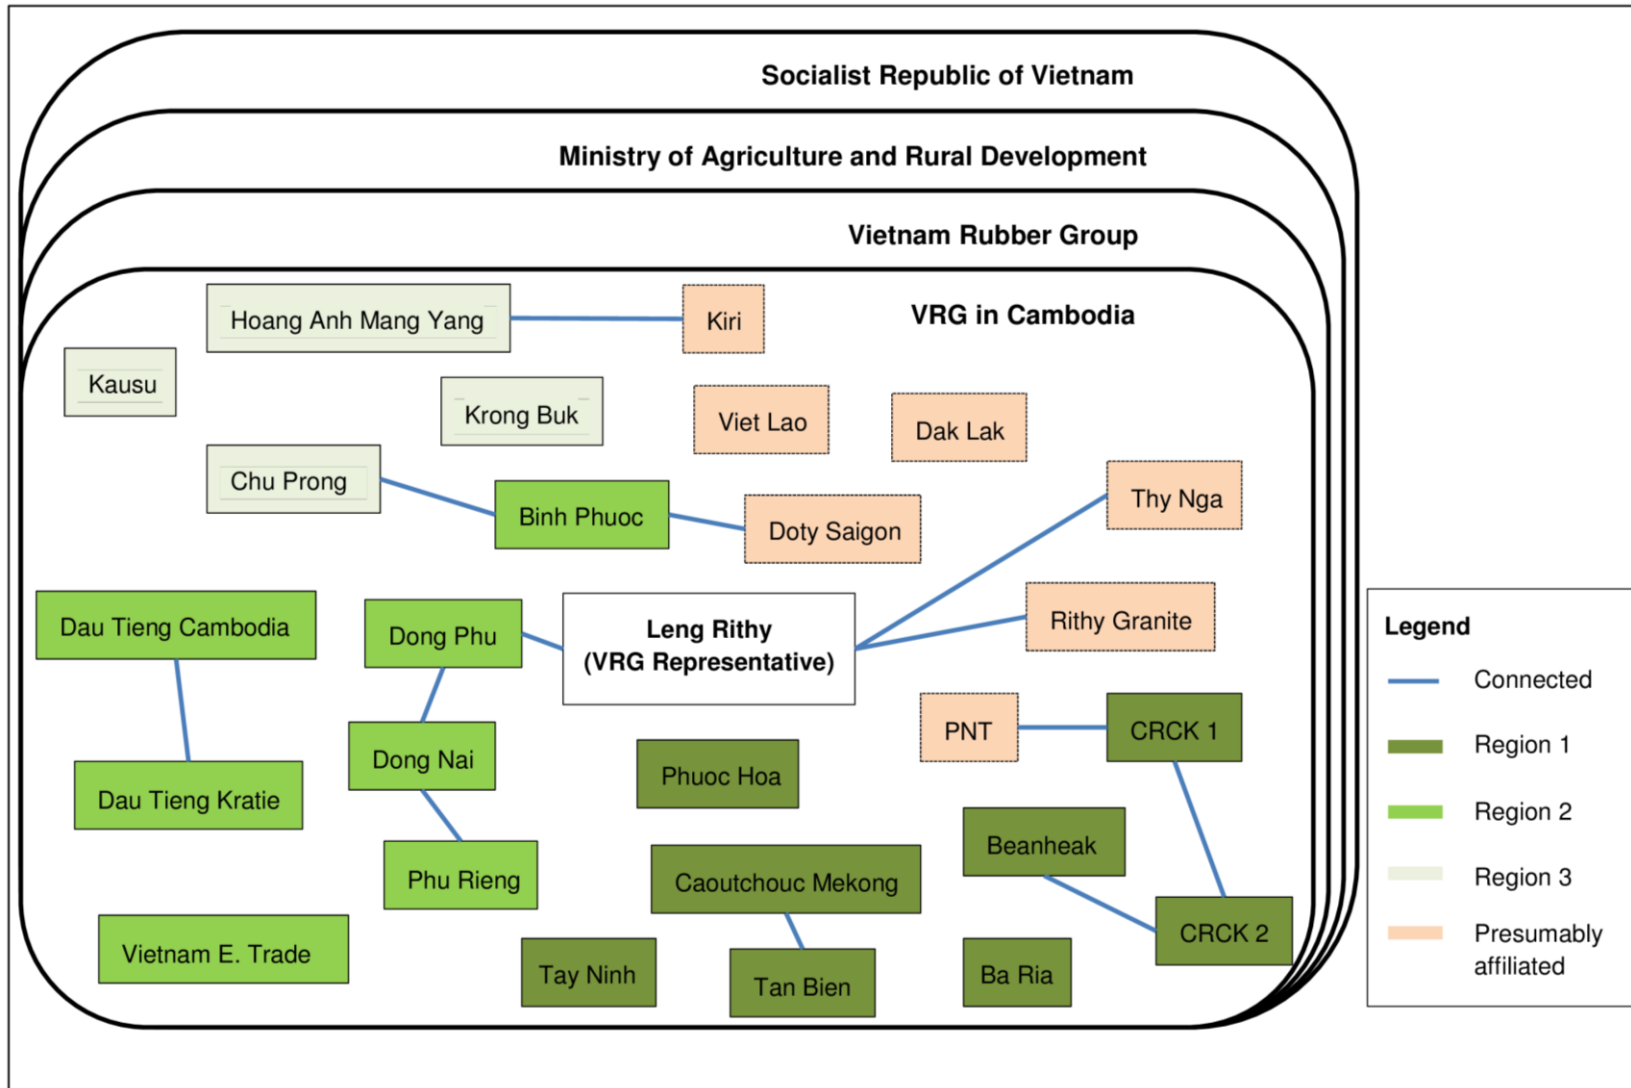 Socialist Republic of Vietnam
Ministry of Agriculture and Rural Development
Vietnam Rubber Group
VRG in Cambodia
Hoang Anh Mang Yang
Kiri
Kausu
Krong Buk
Viet Lao
Dak Lak
Chu Prong
Binh Phuoc
Doty Saigon
Thy Nga
Dau Tieng Cambodia
Dong Phu
Leng Rithy
(VRG Representative)
Rithy Granite
PNT
CRCK 1
Dong Nai
Phuoc Hoa
Dau Tieng Kratie
Beanheak
Phu Rieng
Caoutchouc Mekong
CRCK 2
Vietnam E. Trade
Tay Ninh
Tan Bien
Ba Ria
Legend
Connected
Region 1
Region 2
Region 3
Presumably
affiliated